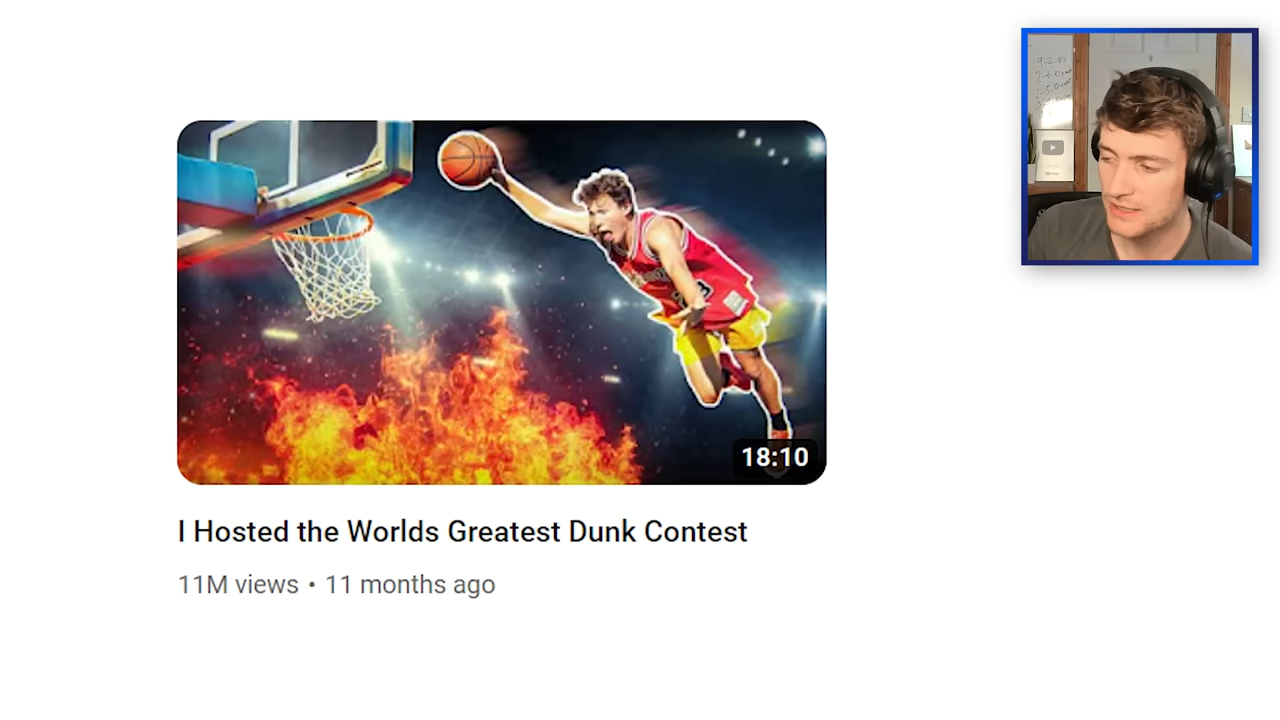 18:10
I Hosted the Worlds Greatest Dunk Contest
11M views • 11 months ago